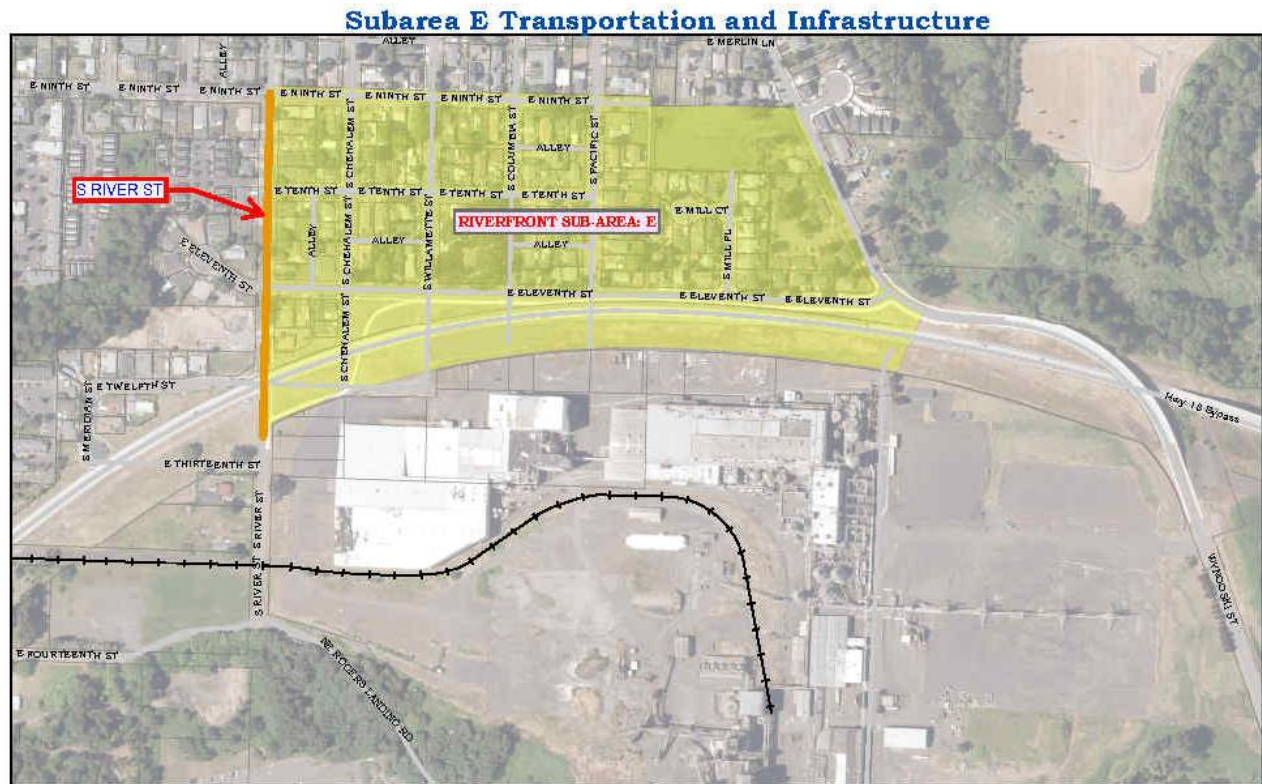 Subarea E Transportation and Infrastructure
ALLEY
ALLEY
E MERLIN LN
E NINTH ST
E NINTH ST
E NINTH ST
E NINTH ST
E NINTH ST
E NINTH ST
E NINTH ST
S CHEHALEM ST
S COLUMBIA ST
S PACIFIC ST
ALLEY
S RIVER ST
E TENTH ST
E TENTH ST
E TENTH ST
E TENTH ST
RIVERFRONT SUB-AREA: E
E MILL CT
S MILL PL
E ELEVENTH ST
ALLEY
S CHEHALEM ST
ALLEY
S WILLAMETTE ST
ALLEY
E ELEVENTH ST
E ELEVENTH ST
E ELEVENTH ST
S CHEHALEM ST
S MERIDIAN ST
E TWELFTH ST
Hwy 18 Bypass
E THIRTEENTH ST
S RIVER ST
S RIVER ST
WYNOOSKI ST
E FOURTEENTH ST
NE ROGERS LANDING RD